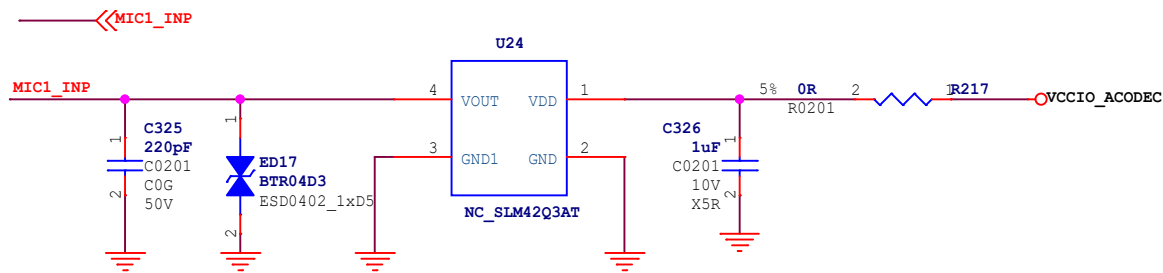 MIC1_INP
U24
MIC1_INP
4
VOUT
VDD
1
5%
0R
2
1
R217
VCCIO_ACODEC
R0201
1
C325
220pF
C0201
C0G
50V
2
1
ED17
BTR04D3
ESD0402_1xD5
2
3
GND1
GND
2
NC_SLM42Q3AT
C326
1
1uF
C0201
10V
X5R
2